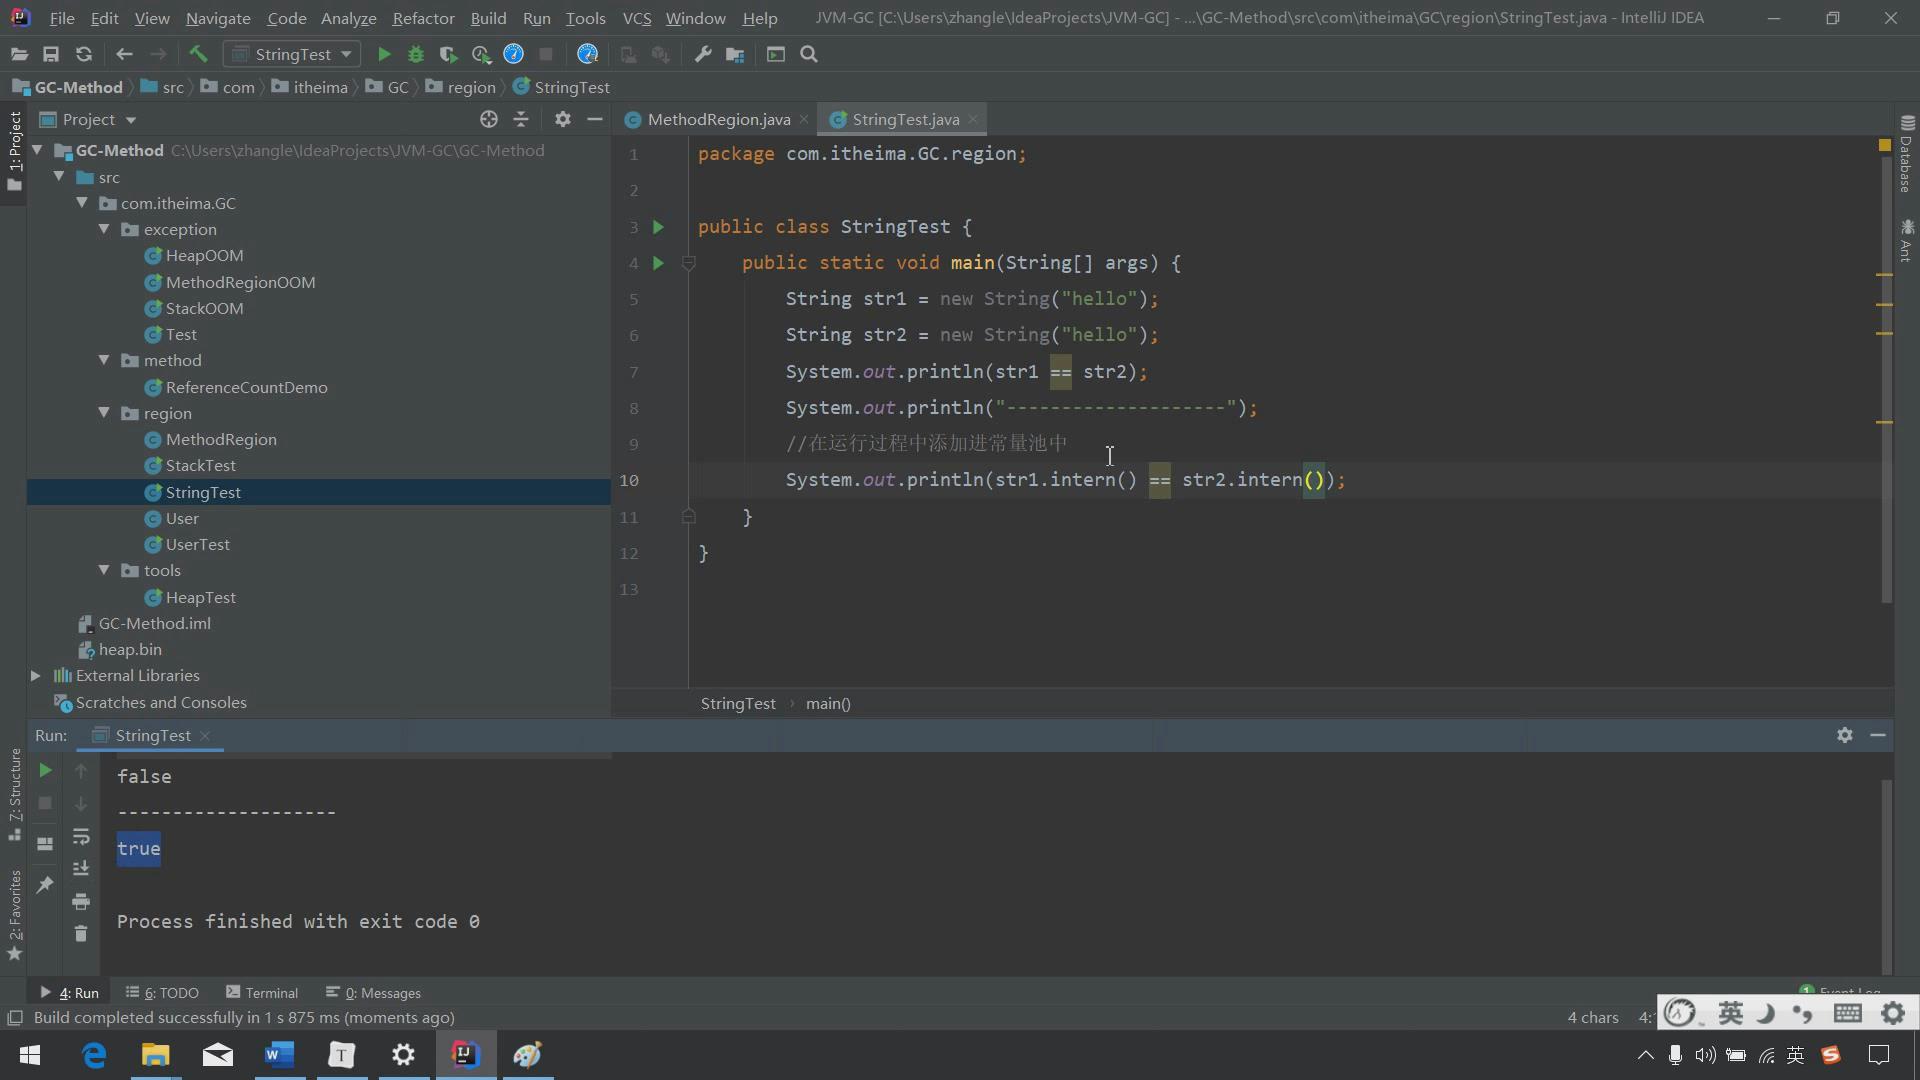 File Edit View Navigate Code Analyze Refactor Build Run Tools VCS Window Help JVM-GC [C:\Users\zhangle\IdeaProjects\JVM-GC] - ...\GC-Method\src\com\itheima\GC\region\StringTest.java - IntelliJ IDEA
StringTest
GC-Method src com itheima GC region StringTest
Project
MethodRegion.java StringTest.java
1: Project
Database
Ant
GC-Method C:\Users\zhangle\IdeaProjects\JVM-GC\GC-Method
src
com.itheima.GC
exception
HeapOOM
MethodRegionOOM
StackOOM
Test
method
ReferenceCountDemo
region
MethodRegion
StackTest
StringTest
User
UserTest
tools
HeapTest
GC-Method.iml
heap.bin
External Libraries
Scratches and Consoles
1 package com.itheima.GC.region;
2
3 public class StringTest {
4 public static void main(String[] args) {
5 String str1 = new String("hello");
6 String str2 = new String("hello");
7 System.out.println(str1 == str2);
8 System.out.println("--------------------");
9 //在运行过程中添加进常量池中
10 System.out.println(str1.intern() == str2.intern());
11 }
12 }
13
StringTest › main()
Run: StringTest
7: Structure
2: Favorites
false
--------------------
true
Process finished with exit code 0
4: Run 6: TODO Terminal 0: Messages
Build completed successfully in 1 s 875 ms (moments ago) 4 chars
英
英